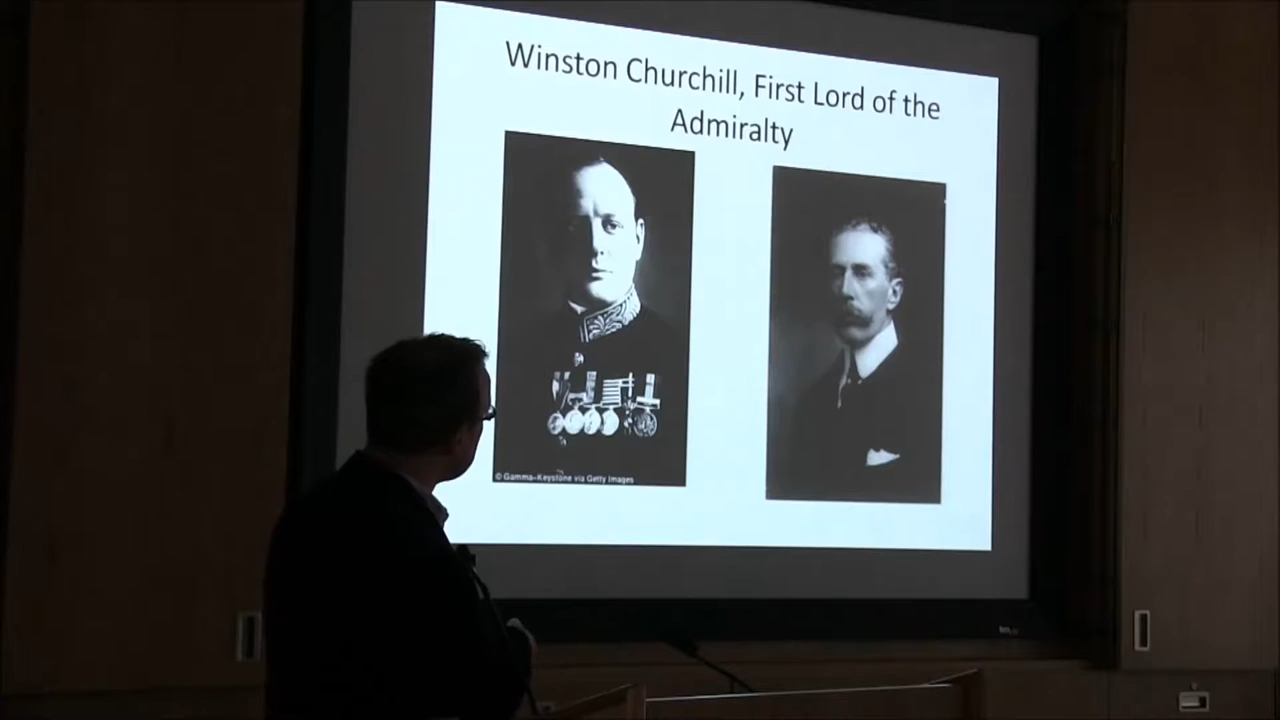 Winston Churchill, First Lord of the
Admiralty
© Gamma-Keystone via Getty Images